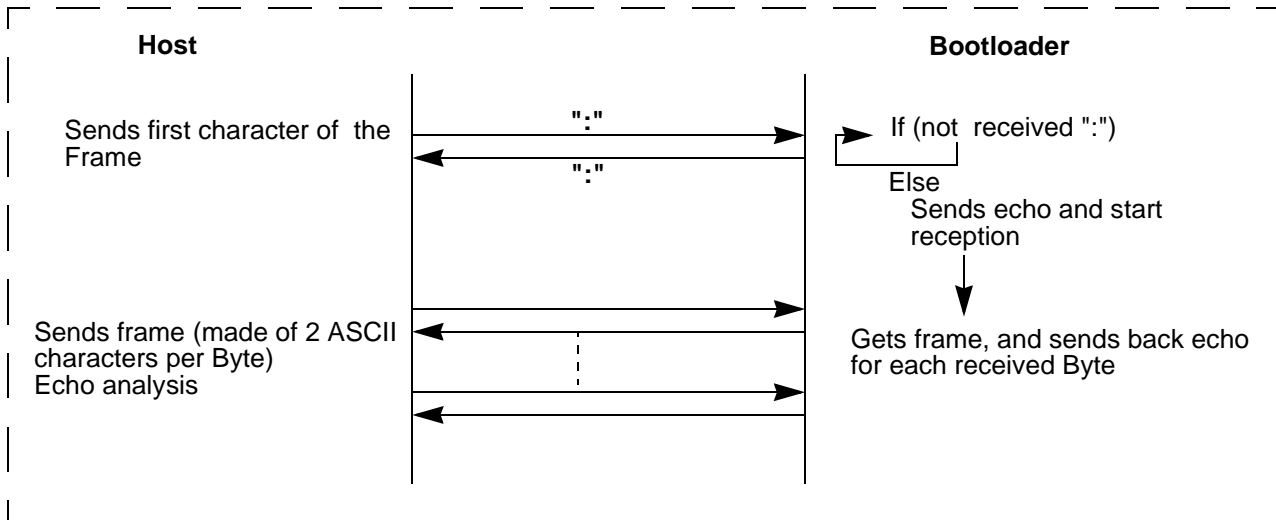 Host
Bootloader
Sends first character of the
Frame
":"
":"
If (not received ":")
Else
Sends echo and start
reception
Sends frame (made of 2 ASCII
characters per Byte)
Echo analysis
Gets frame, and sends back echo
for each received Byte